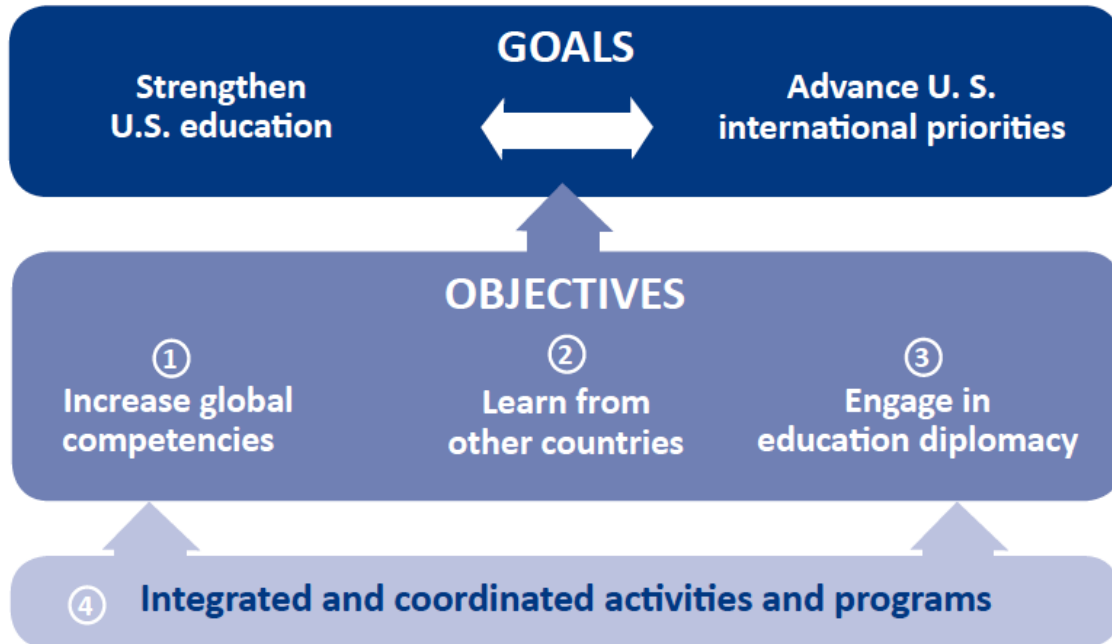 GOALS
Strengthen
U.S. education
Advance U. S.
international priorities
OBJECTIVES
1
Increase global
competencies
2
Learn from
other countries
3
Engage in
education diplomacy
4 Integrated and coordinated activities and programs